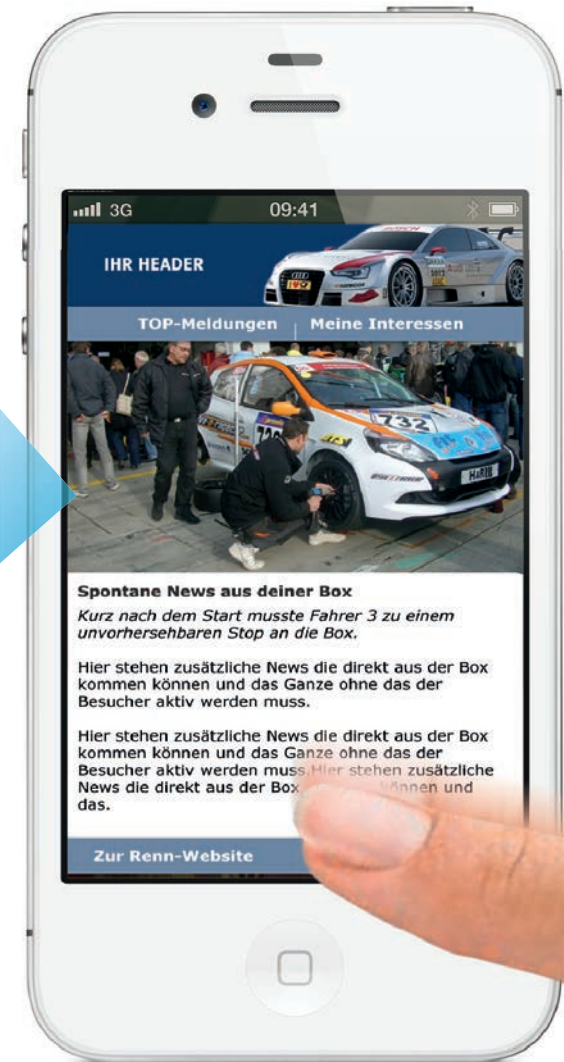 3G 09:41
IHR HEADER
TOP-Meldungen | Meine Interessen
732
Spontane News aus deiner Box
Kurz nach dem Start musste Fahrer 3 zu einem
unvorhersehbaren Stop an die Box.
Hier stehen zusätzliche News die direkt aus der Box
kommen können und das Ganze ohne das der
Besucher aktiv werden muss.
Hier stehen zusätzliche News die direkt aus der Box
kommen können und das Ganze ohne das der
Besucher aktiv werden muss.Hier stehen zusätzliche
News die direkt aus der Box können und
das.
Zur Renn-Website